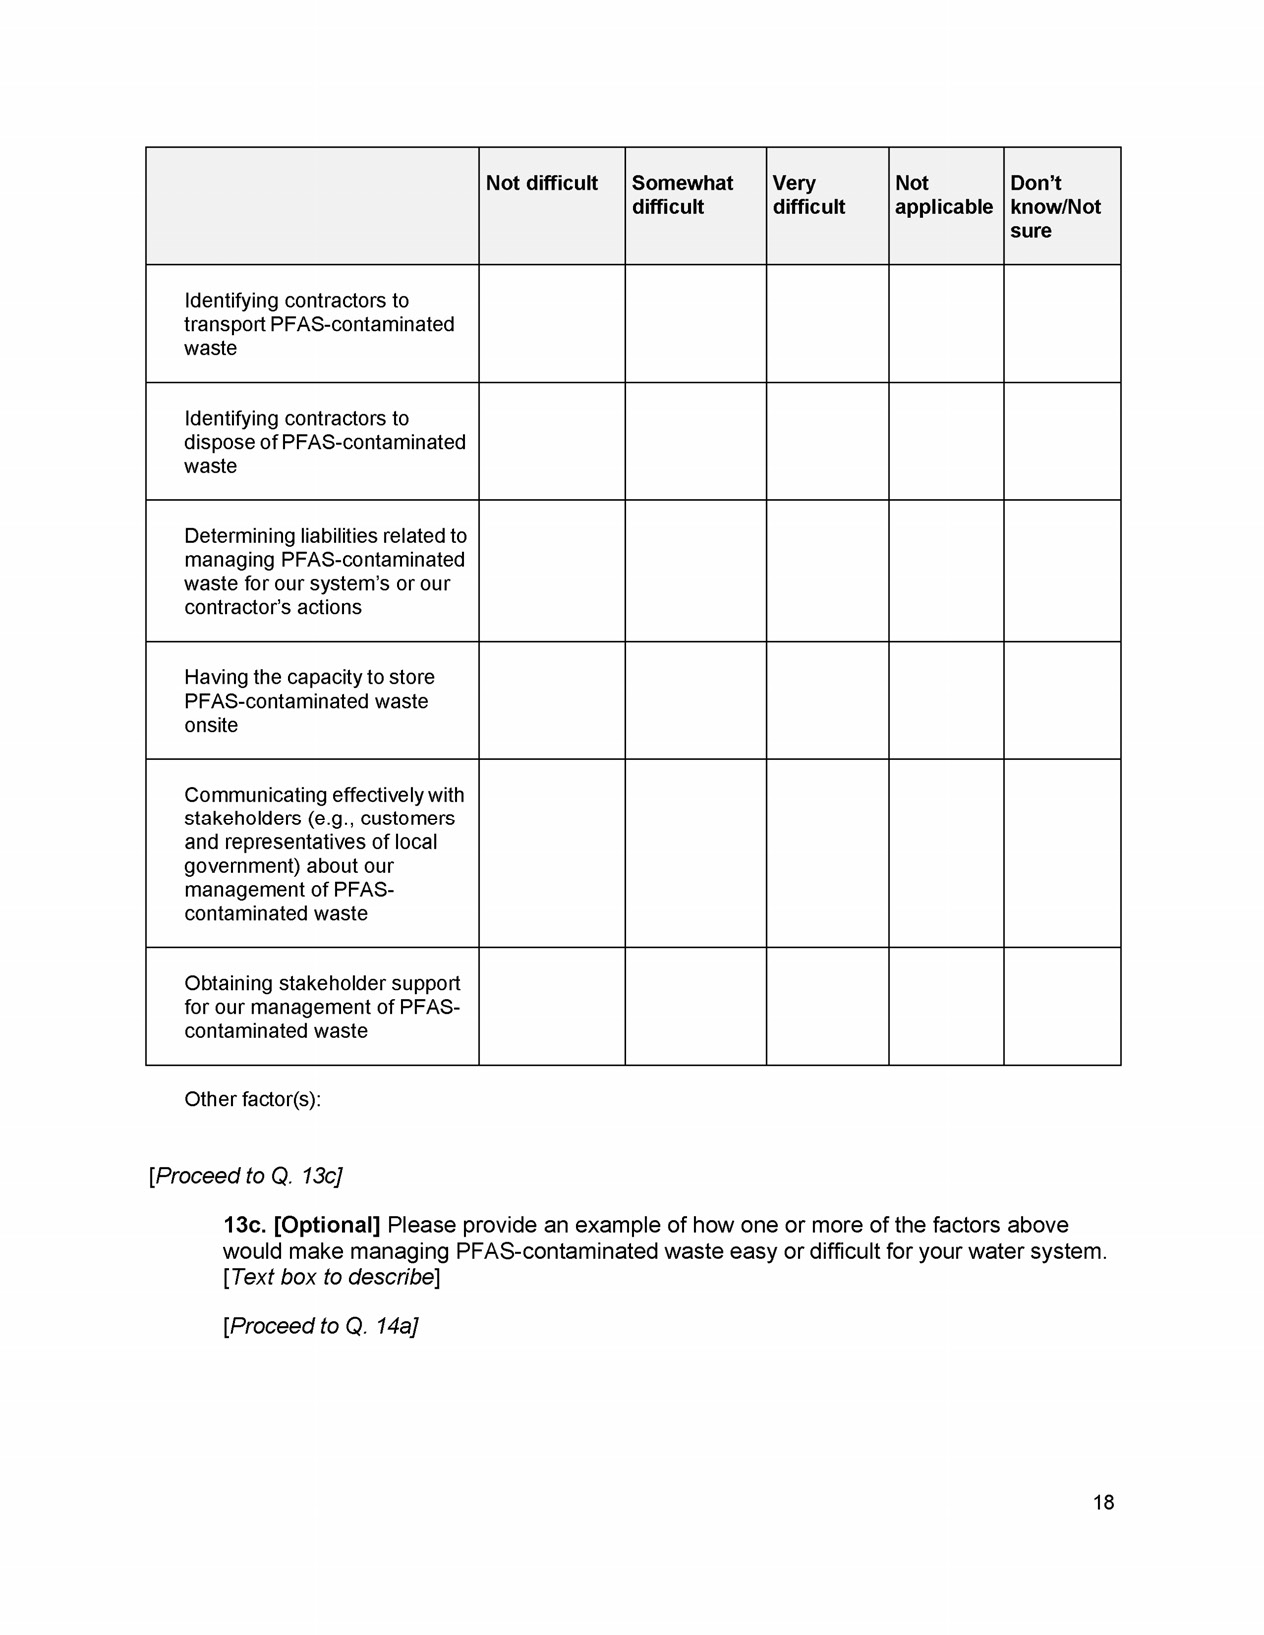 Not difficult
Somewhat
difficult
Very
difficult
Not
applicable
Don’t
know/Not
sure
Identifying contractors to
transport PFAS-contaminated
waste
Identifying contractors to
dispose of PFAS-contaminated
waste
Determining liabilities related to
managing PFAS-contaminated
waste for our system’s or our
contractor’s actions
Having the capacity to store
PFAS-contaminated waste
onsite
Communicating effectively with
stakeholders (e.g., customers
and representatives of local
government) about our
management of PFAS-
contaminated waste
Obtaining stakeholder support
for our management of PFAS-
contaminated waste
Other factor(s):
[Proceed to Q. 13c]
13c. [Optional] Please provide an example of how one or more of the factors above
would make managing PFAS-contaminated waste easy or difficult for your water system.
[Text box to describe]
[Proceed to Q. 14a]
18